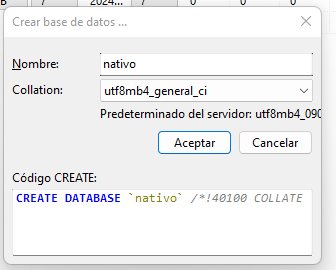 2024...
Crear base de datos ...
Nombre:
nativo
Collation:
utf8mb4_general_ci
Predeterminado del servidor: utf8mb4_090
Aceptar
Cancelar
Código CREATE:
CREATE DATABASE `nativo` /*!40100 COLLATE